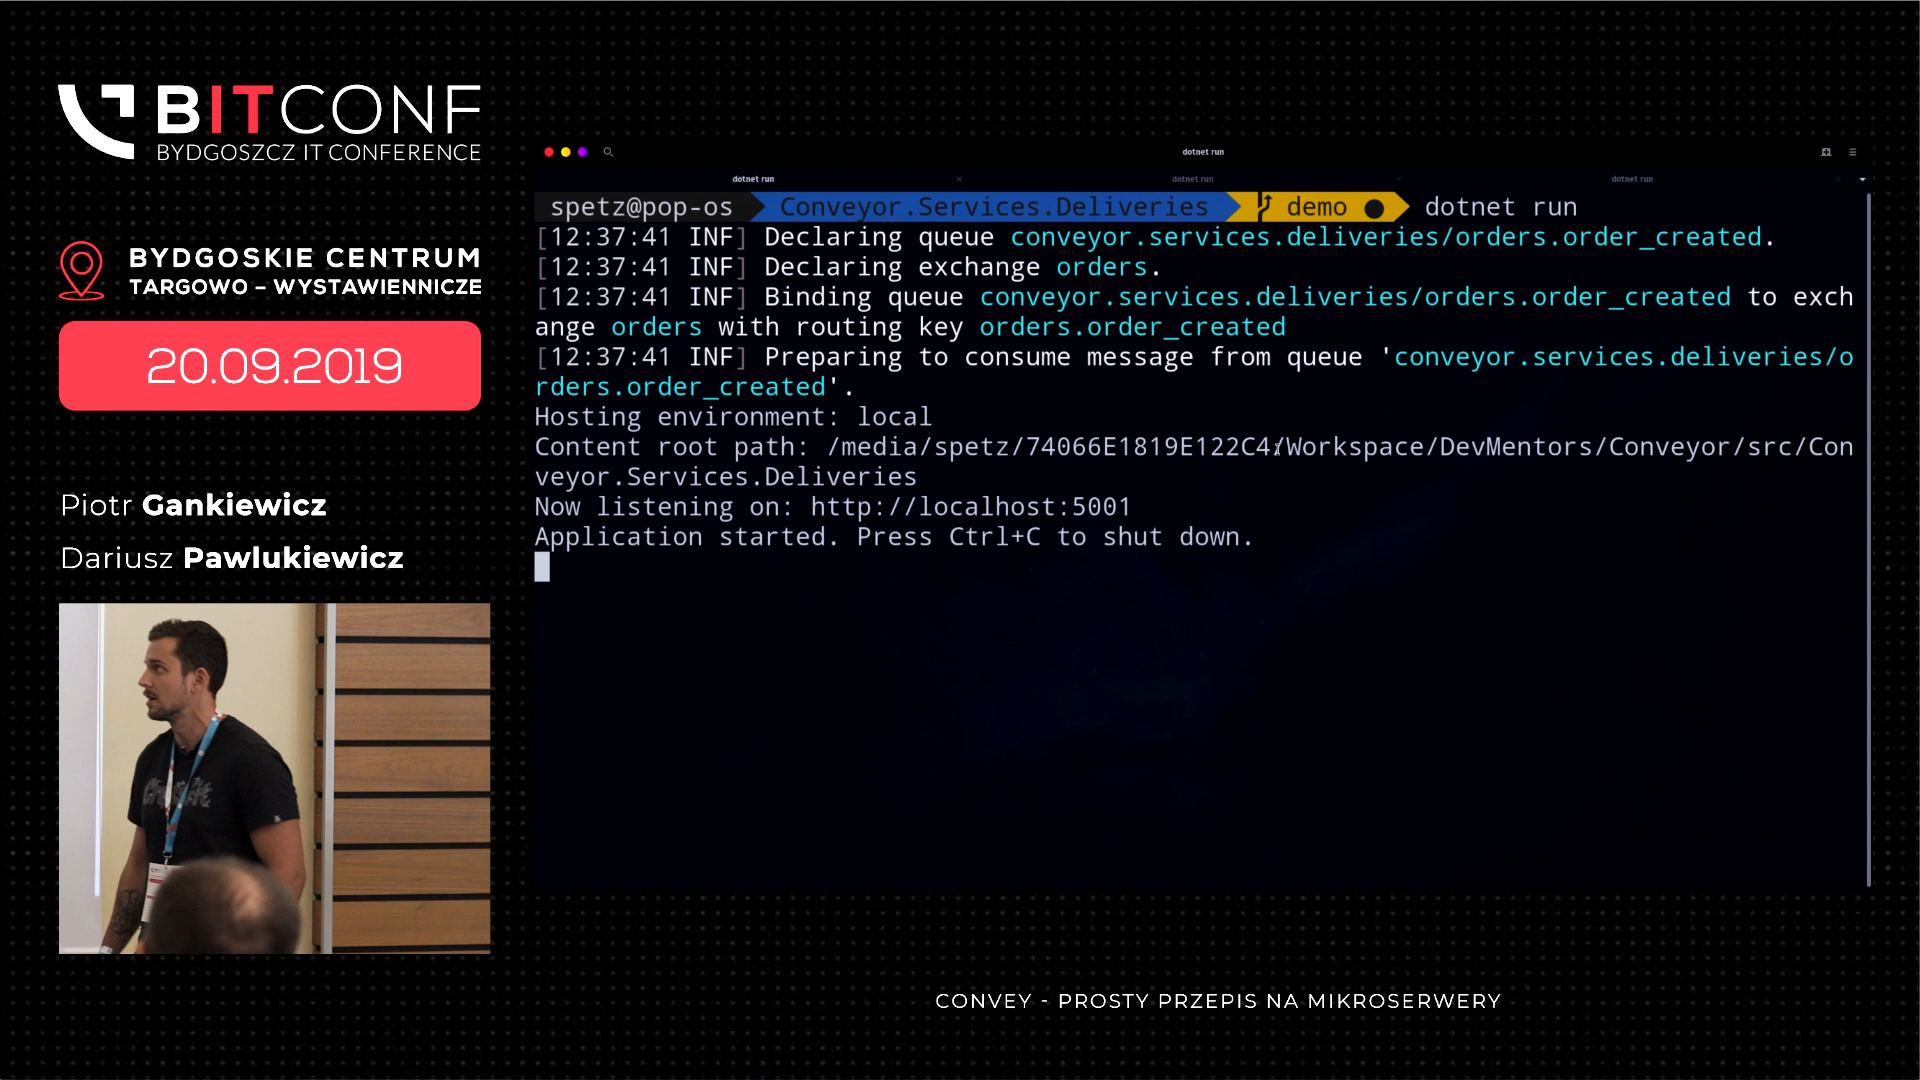 BITCONF
BYDGOSZCZ IT CONFERENCE
BYDGOSKIE CENTRUM
TARGOWO – WYSTAWIENNICZE
20.09.2019
Piotr Gankiewicz
Dariusz Pawlukiewicz
dotnet run
dotnet run dotnet run dotnet run
spetz@pop-os Conveyor.Services.Deliveries demo ● dotnet run
[12:37:41 INF] Declaring queue conveyor.services.deliveries/orders.order_created.
[12:37:41 INF] Declaring exchange orders.
[12:37:41 INF] Binding queue conveyor.services.deliveries/orders.order_created to exch
ange orders with routing key orders.order_created
[12:37:41 INF] Preparing to consume message from queue 'conveyor.services.deliveries/o
rders.order_created'.
Hosting environment: local
Content root path: /media/spetz/74066E1819E122C4/Workspace/DevMentors/Conveyor/src/Con
veyor.Services.Deliveries
Now listening on: http://localhost:5001
Application started. Press Ctrl+C to shut down.
CONVEY - PROSTY PRZEPIS NA MIKROSERWERY